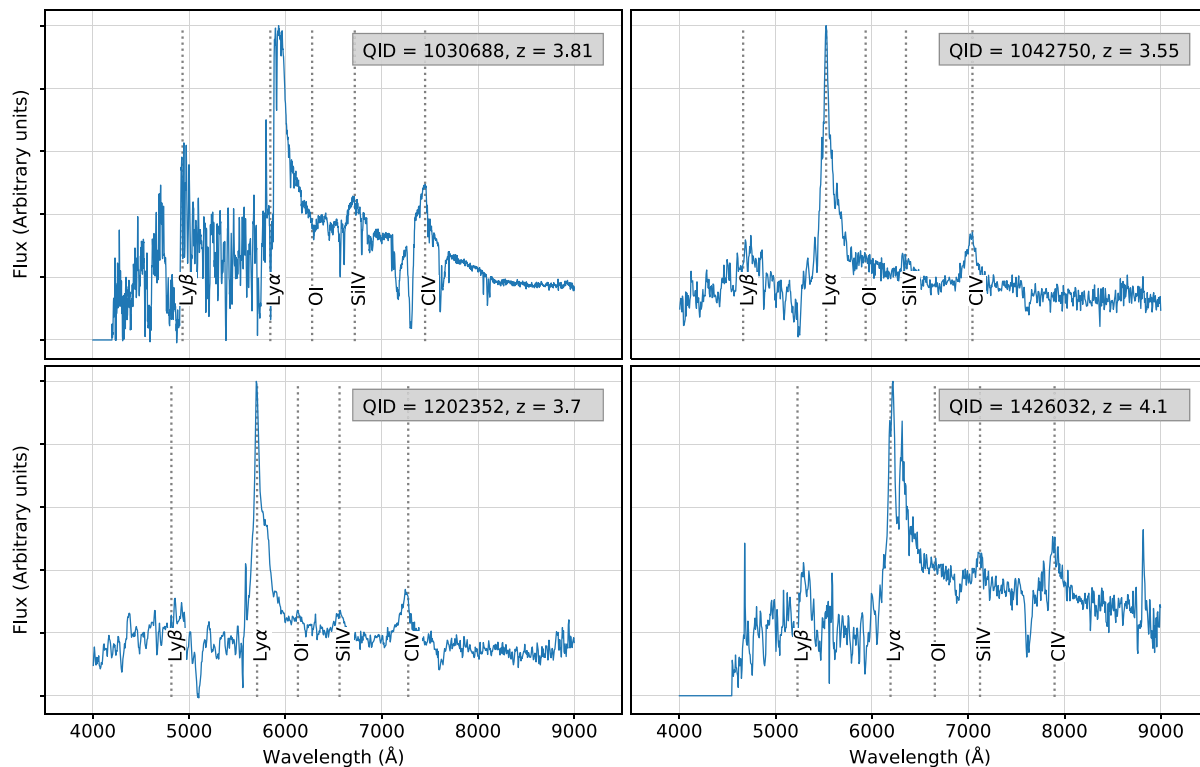 Flux (Arbitrary units)
QID = 1030688, z = 3.81
Lyβ
Lyα
OI
SiIV
CIV
QID = 1042750, z = 3.55
Lyβ
Lyα
OI
SiIV
CIV
Flux (Arbitrary units)
QID = 1202352, z = 3.7
Lyβ
Lyα
OI
SiIV
CIV
4000 5000 6000 7000 8000 9000
Wavelength (Å)
QID = 1426032, z = 4.1
Lyβ
Lyα
OI
SiIV
CIV
4000 5000 6000 7000 8000 9000
Wavelength (Å)